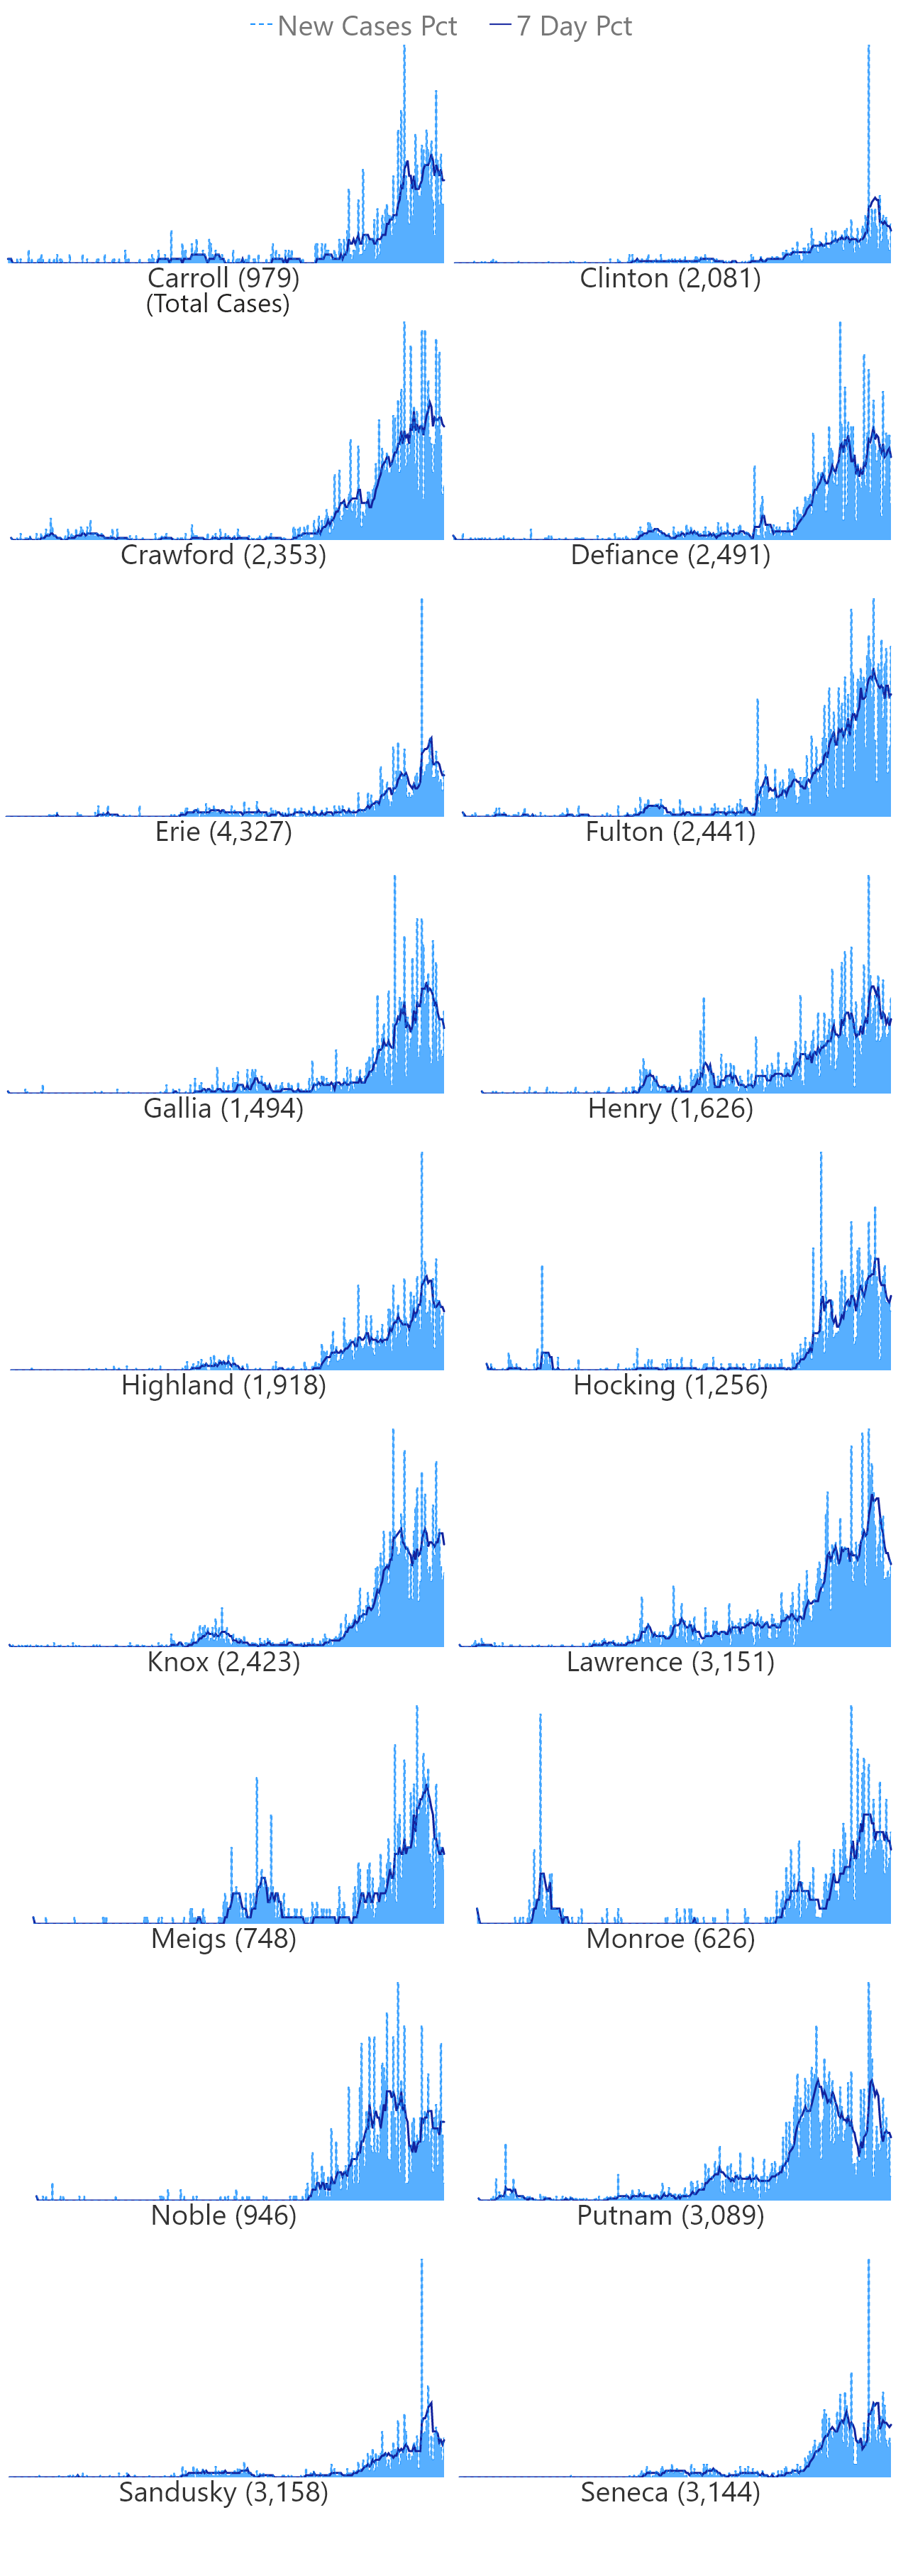 New Cases Pct 7 Day Pct
Carroll (979) Clinton (2,081)
(Total Cases)
Crawford (2,353) Defiance (2,491)
Erie (4,327) Fulton (2,441)
Gallia (1,494) Henry (1,626)
Highland (1,918) Hocking (1,256)
Knox (2,423) Lawrence (3,151)
Meigs (748) Monroe (626)
Noble (946) Putnam (3,089)
Sandusky (3,158) Seneca (3,144)